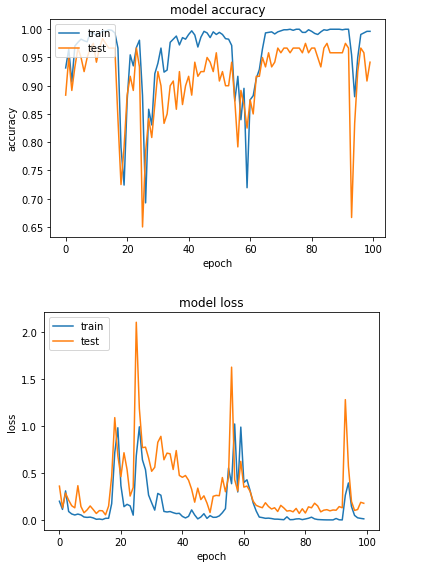 model accuracy
train
test
1.00
0.95
0.90
0.85
0.80
0.75
0.70
0.65
accuracy
0 20 40 60 80 100
epoch
model loss
train
test
2.0
1.5
1.0
0.5
0.0
loss
0 20 40 60 80 100
epoch